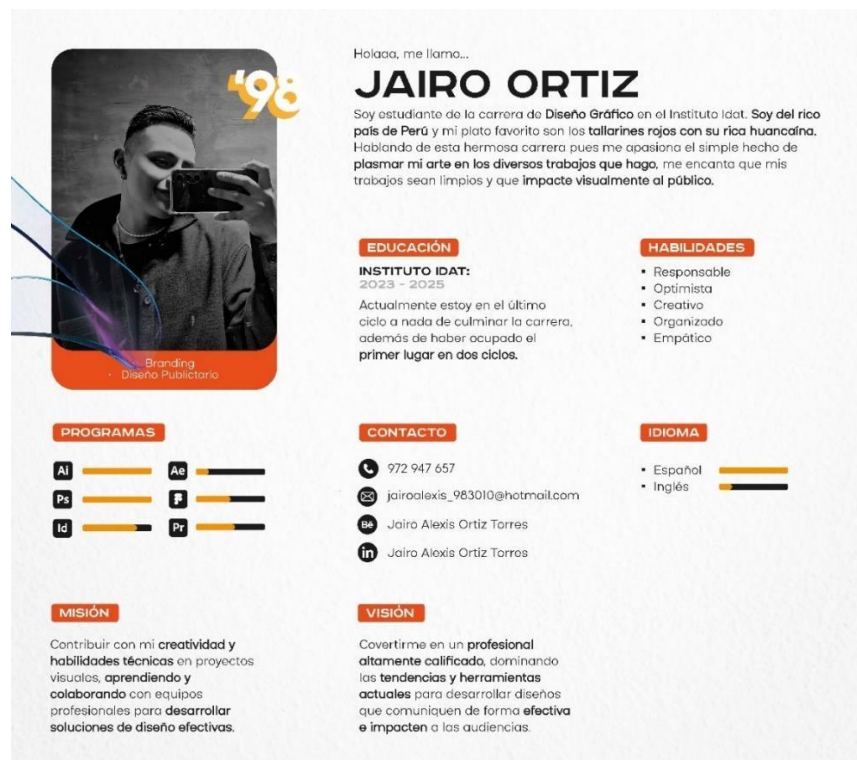 '98
Holaaa, me llamo...
JAIRO ORTIZ
Soy estudiante de la carrera de Diseño Gráfico en el Instituto Idat. Soy del rico
país de Perú y mi plato favorito son los tallarines rojos con su rica huancaína.
Hablando de esta hermosa carrera pues me apasiona el simple hecho de
plasmar mi arte en los diversos trabajos que hago, me encanta que mis
trabajos sean limpios y que impacte visualmente al público.
• Branding
• Diseño Publictario
EDUCACIÓN
INSTITUTO IDAT:
2023 - 2025
Actualmente estoy en el último
ciclo a nada de culminar la carrera,
además de haber ocupado el
primer lugar en dos ciclos.
HABILIDADES
▪ Responsable
▪ Optimista
▪ Creativo
▪ Organizado
▪ Empático
PROGRAMAS
Ai
Ae
Ps
Id
Pr
CONTACTO
972 947 657
jairoalexis_983010@hotmail.com
Bē Jairo Alexis Ortiz Torres
in Jairo Alexis Ortiz Torres
IDIOMA
▪ Español
▪ Inglés
MISIÓN
Contribuir con mi creatividad y
habilidades técnicas en proyectos
visuales, aprendiendo y
colaborando con equipos
profesionales para desarrollar
soluciones de diseño efectivas.
VISIÓN
Covertirme en un profesional
altamente calificado, dominando
las tendencias y herramientas
actuales para desarrollar diseños
que comuniquen de forma efectiva
e impacten a las audiencias.